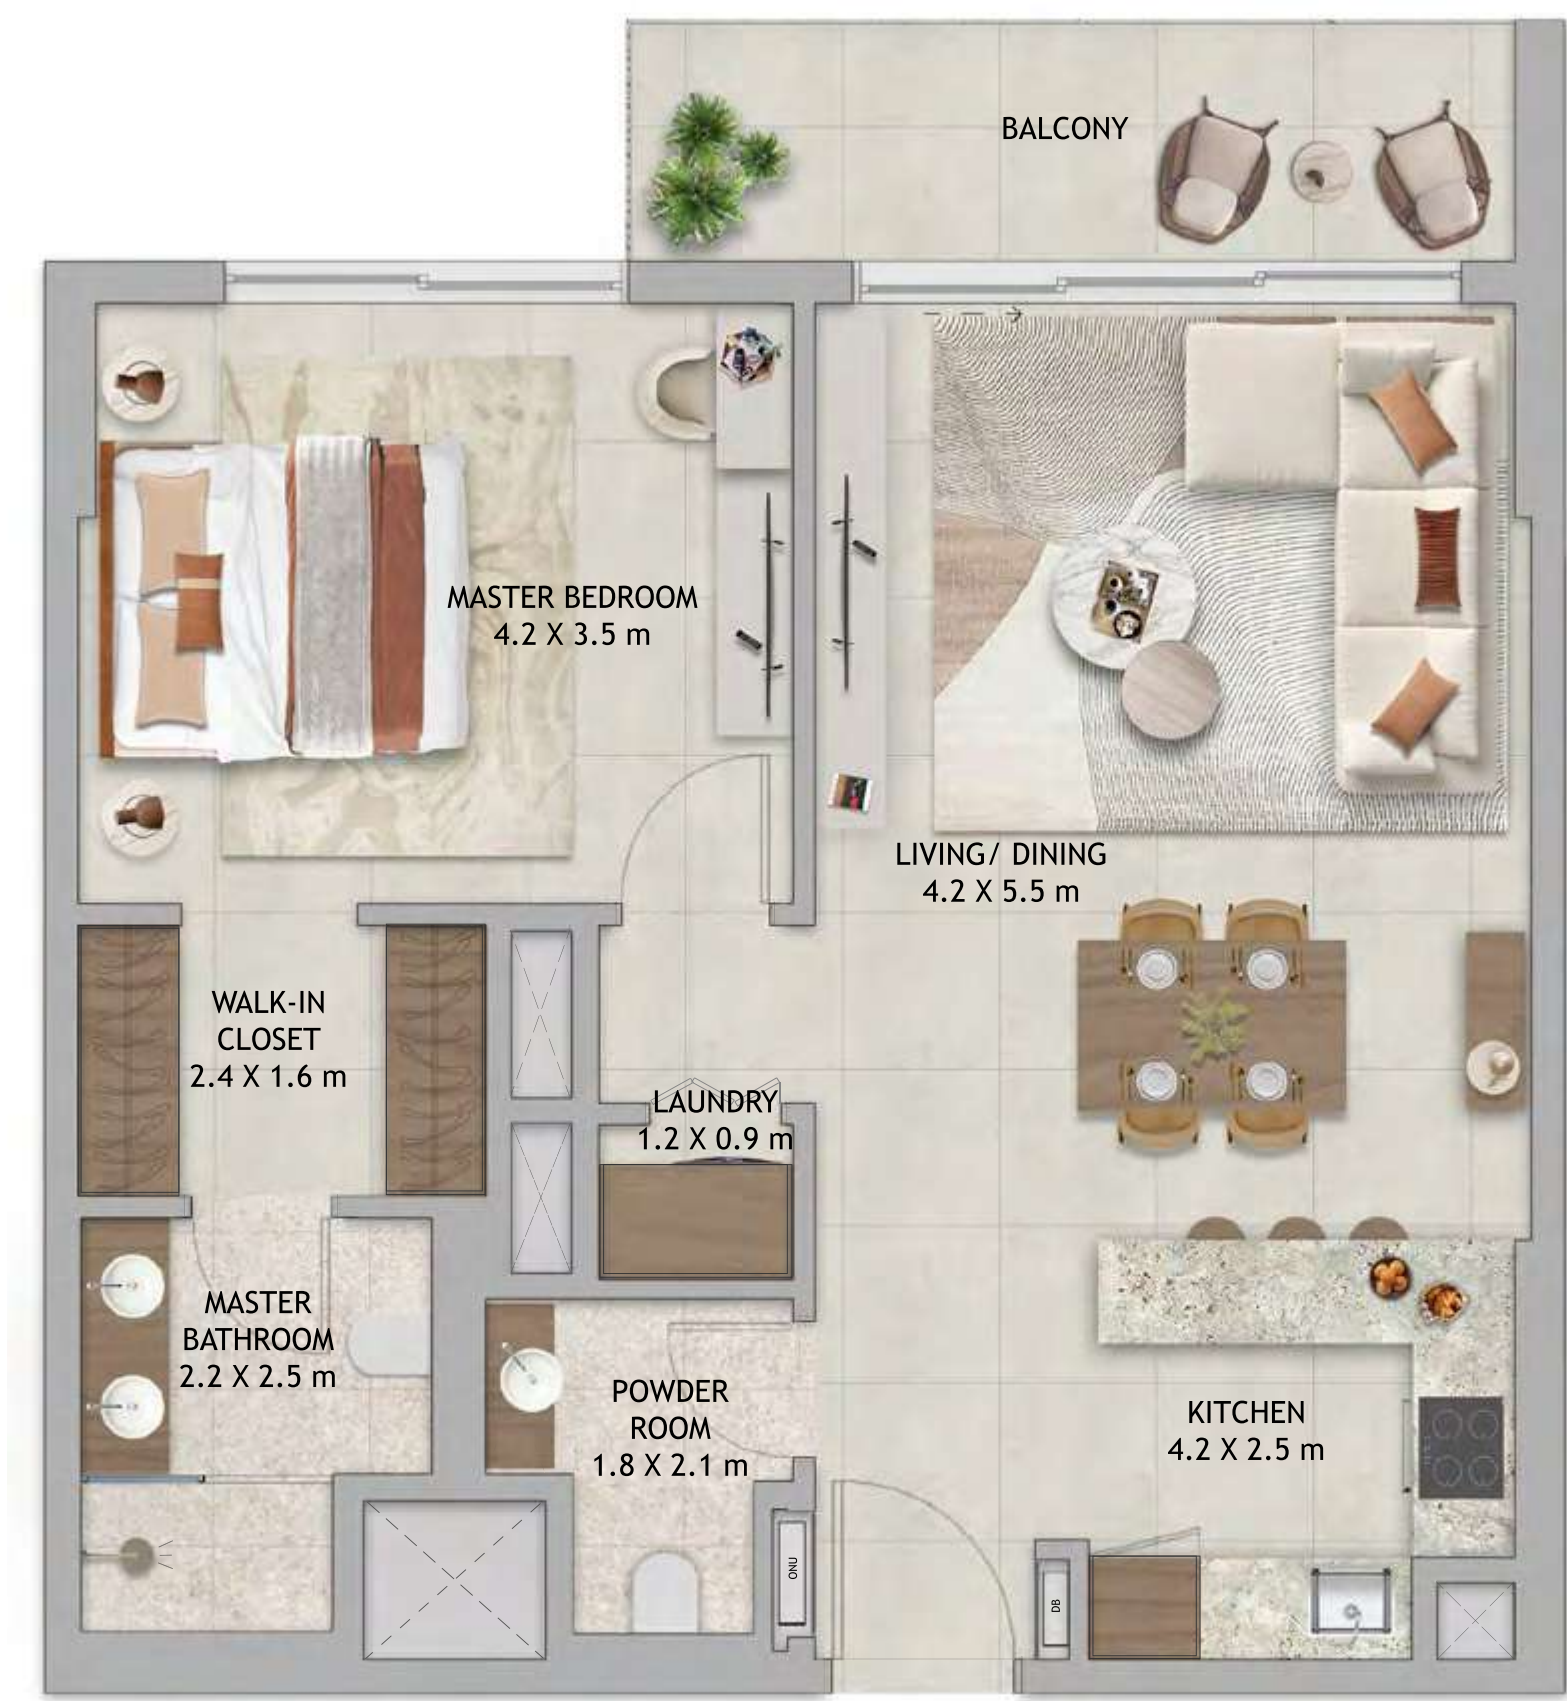 BALCONY
MASTER BEDROOM
4.2 X 3.5 m
LIVING/ DINING
4.2 X 5.5 m
WALK-IN
CLOSET
2.4 X 1.6 m
LAUNDRY
1.2 X 0.9 m
MASTER
BATHROOM
2.2 X 2.5 m
POWDER
ROOM
1.8 X 2.1 m
KITCHEN
4.2 X 2.5 m
ONU
DB